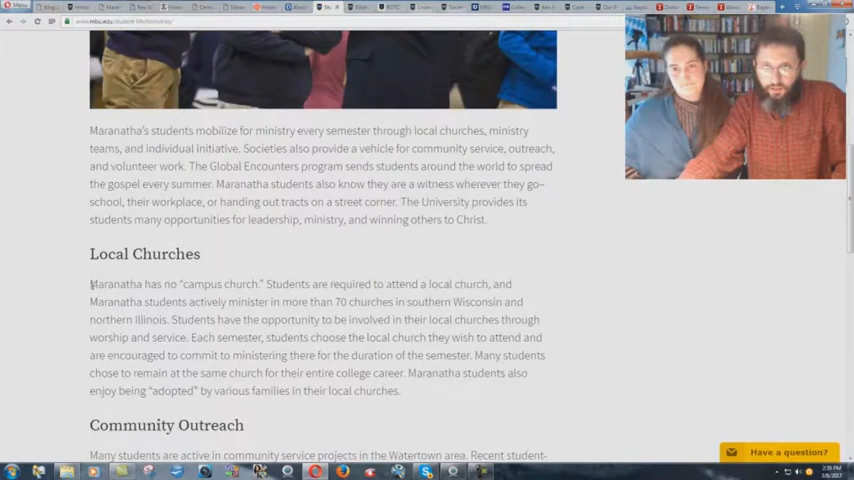 Menu
www.mbu.edu/student-life/ministries/
Maranatha's students mobilize for ministry every semester through local churches, ministry
teams, and individual initiative. Societies also provide a vehicle for community service, outreach,
and volunteer work. The Global Encounters program sends students around the world to spread
the gospel every summer. Maranatha students also know they are a witness wherever they go–
school, their workplace, or handing out tracts on a street corner. The University provides its
students many opportunities for leadership, ministry, and winning others to Christ.
Local Churches
Maranatha has no “campus church.” Students are required to attend a local church, and
Maranatha students actively minister in more than 70 churches in southern Wisconsin and
northern Illinois. Students have the opportunity to be involved in their local churches through
worship and service. Each semester, students choose the local church they wish to attend and
are encouraged to commit to ministering there for the duration of the semester. Many students
chose to remain at the same church for their entire college career. Maranatha students also
enjoy being “adopted” by various families in their local churches.
Community Outreach
Many students are active in community service projects in the Watertown area. Recent student-
Have a question?
2:39 PM